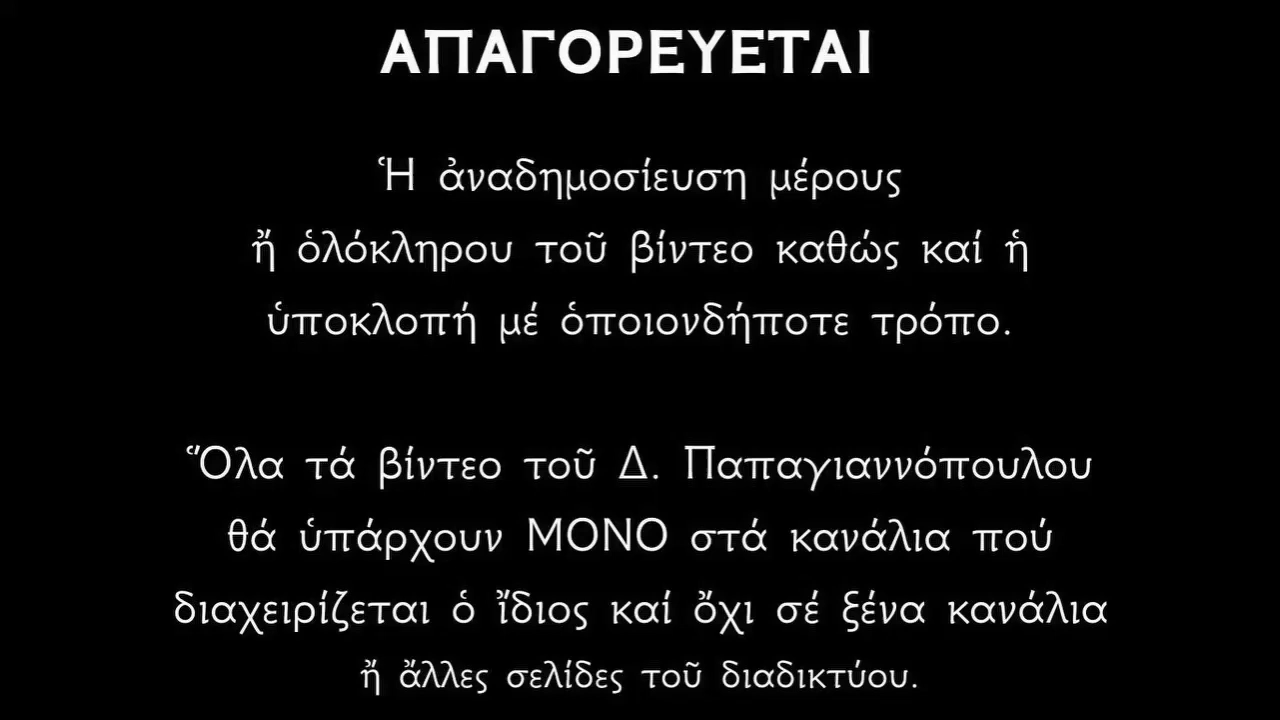 ΑΠΑΓΟΡΕΥΕΤΑΙ
Ἡ ἀναδημοσίευση μέρους
ἤ ὁλόκληρου τοῦ βίντεο καθώς καί ἡ
ὑποκλοπή μέ ὁποιονδήποτε τρόπο.
Ὅλα τά βίντεο τοῦ Δ. Παπαγιαννόπουλου
θά ὑπάρχουν ΜΟΝΟ στά κανάλια πού
διαχειρίζεται ὁ ἴδιος καί ὄχι σέ ξένα κανάλια
ἤ ἄλλες σελίδες τοῦ διαδικτύου.